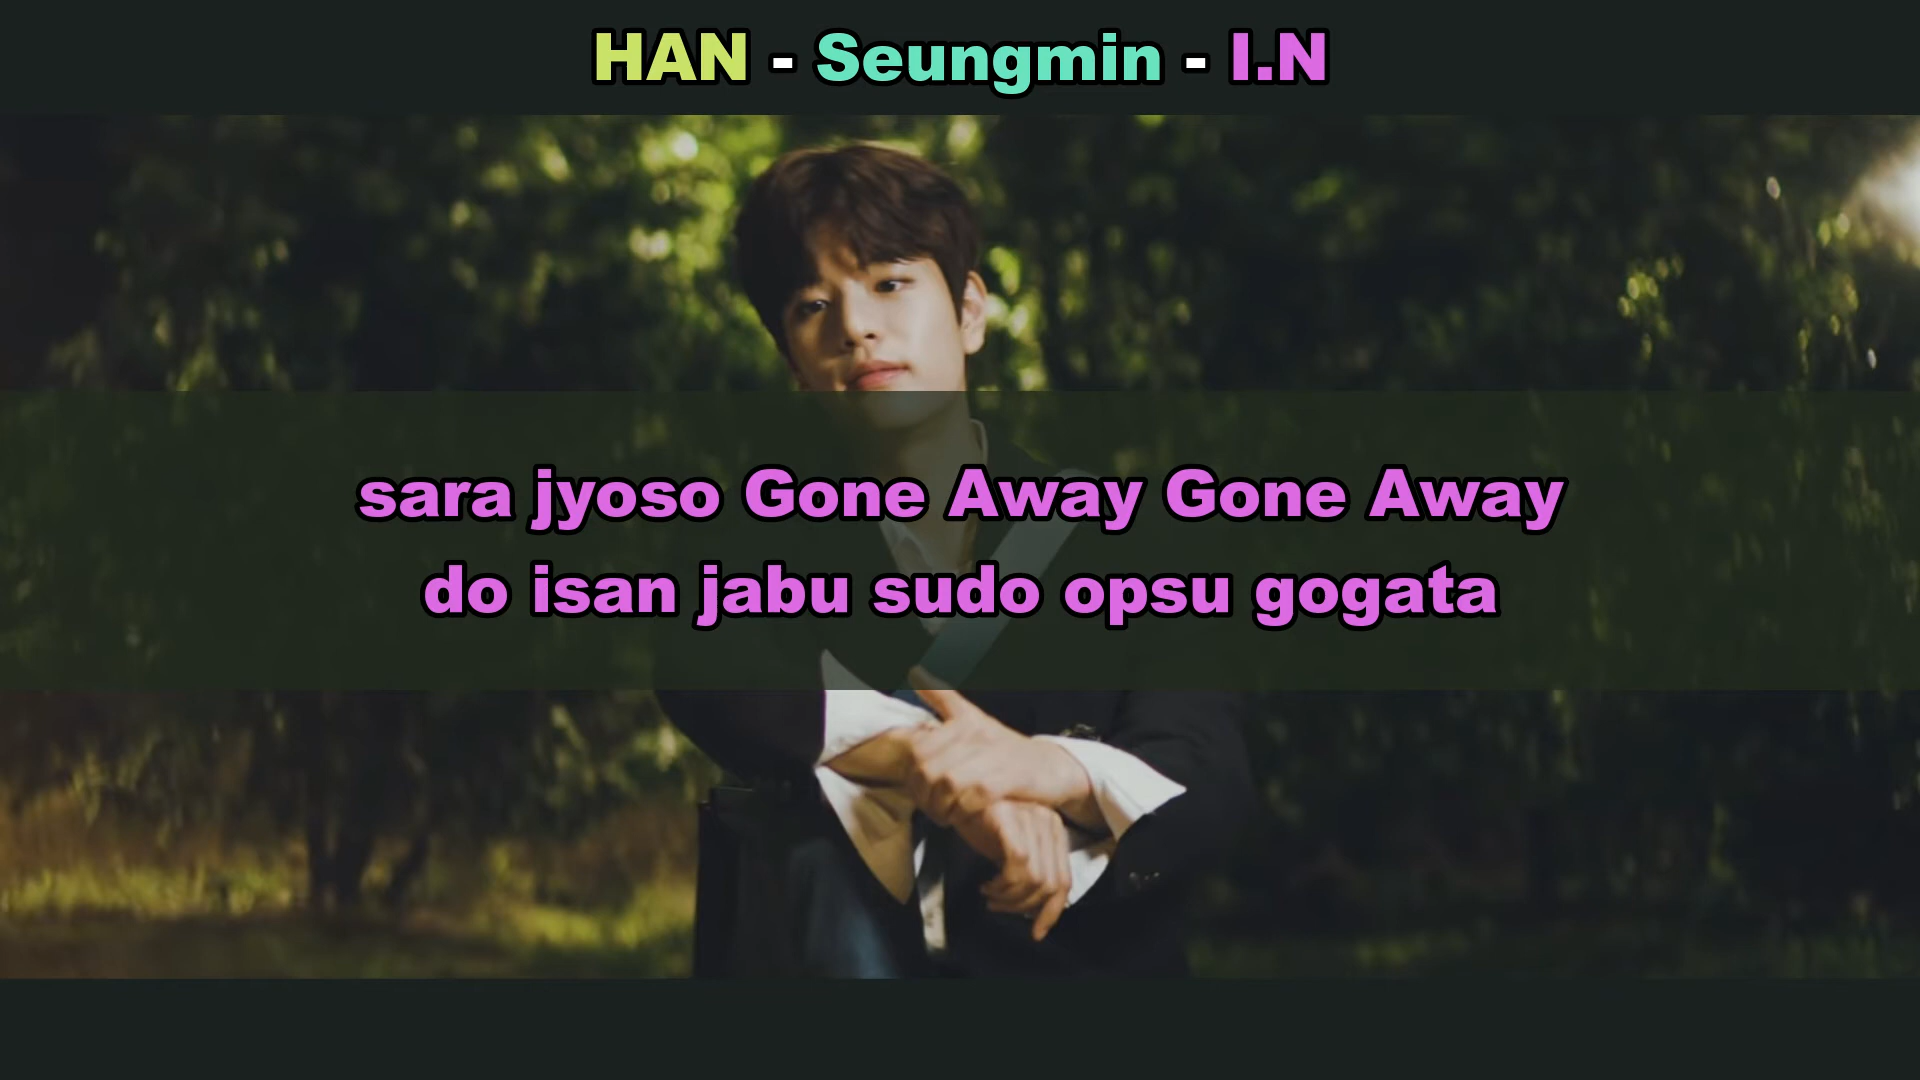 HAN - Seungmin - I.N
sara jyoso Gone Away Gone Away
do isan jabu sudo opsu gogata